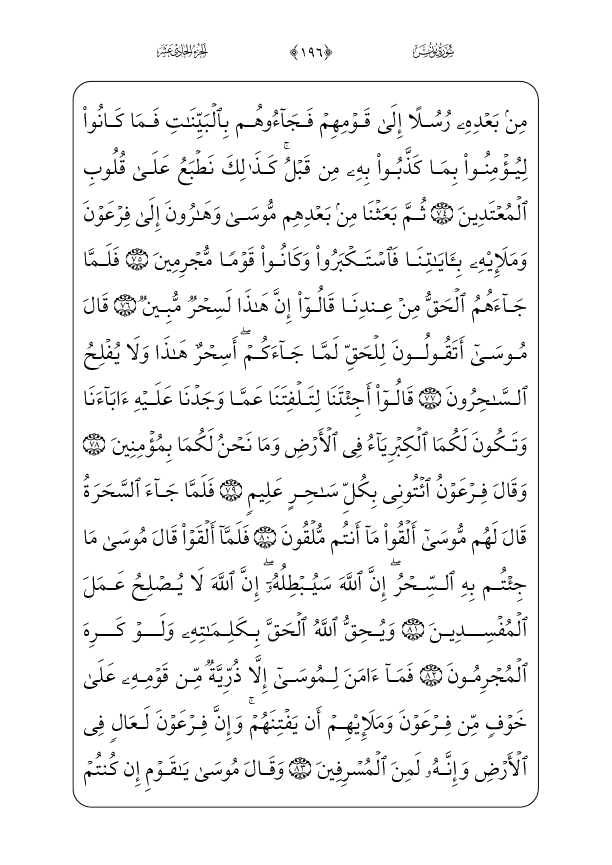 سُورَةُ يُونُسَ ﴿١٩٦﴾ الجُزْءُ الحَادِي عَشَرَ
مِنۢ بَعْدِهِۦ رُسُلًا إِلَىٰ قَوْمِهِمْ فَجَآءُوهُم بِٱلْبَيِّنَـٰتِ فَمَا كَانُوا۟
لِيُؤْمِنُوا۟ بِمَا كَذَّبُوا۟ بِهِۦ مِن قَبْلُ ۚ كَذَٰلِكَ نَطْبَعُ عَلَىٰ قُلُوبِ
ٱلْمُعْتَدِينَ ٧٤ ثُمَّ بَعَثْنَا مِنۢ بَعْدِهِم مُّوسَىٰ وَهَـٰرُونَ إِلَىٰ فِرْعَوْنَ
وَمَلَإِي۟هِۦ بِـَٔايَـٰتِنَا فَٱسْتَكْبَرُوا۟ وَكَانُوا۟ قَوْمًا مُّجْرِمِينَ ٧٥ فَلَمَّا
جَآءَهُمُ ٱلْحَقُّ مِنْ عِندِنَا قَالُوٓا۟ إِنَّ هَـٰذَا لَسِحْرٌ مُّبِينٌ ٧٦ قَالَ
مُوسَىٰٓ أَتَقُولُونَ لِلْحَقِّ لَمَّا جَآءَكُمْ ۖ أَسِحْرٌ هَـٰذَا وَلَا يُفْلِحُ
ٱلسَّـٰحِرُونَ ٧٧ قَالُوٓا۟ أَجِئْتَنَا لِتَلْفِتَنَا عَمَّا وَجَدْنَا عَلَيْهِ ءَابَآءَنَا
وَتَكُونَ لَكُمَا ٱلْكِبْرِيَآءُ فِى ٱلْأَرْضِ وَمَا نَحْنُ لَكُمَا بِمُؤْمِنِينَ ٧٨
وَقَالَ فِرْعَوْنُ ٱئْتُونِى بِكُلِّ سَـٰحِرٍ عَلِيمٍ ٧٩ فَلَمَّا جَآءَ ٱلسَّحَرَةُ
قَالَ لَهُم مُّوسَىٰٓ أَلْقُوا۟ مَآ أَنتُم مُّلْقُونَ ٨٠ فَلَمَّآ أَلْقَوْا۟ قَالَ مُوسَىٰ مَا
جِئْتُم بِهِ ٱلسِّحْرُ ۖ إِنَّ ٱللَّهَ سَيُبْطِلُهُۥٓ ۖ إِنَّ ٱللَّهَ لَا يُصْلِحُ عَمَلَ
ٱلْمُفْسِدِينَ ٨١ وَيُحِقُّ ٱللَّهُ ٱلْحَقَّ بِكَلِمَـٰتِهِۦ وَلَوْ كَرِهَ
ٱلْمُجْرِمُونَ ٨٢ فَمَآ ءَامَنَ لِمُوسَىٰٓ إِلَّا ذُرِّيَّةٌ مِّن قَوْمِهِۦ عَلَىٰ
خَوْفٍ مِّن فِرْعَوْنَ وَمَلَإِي۟هِمْ أَن يَفْتِنَهُمْ ۚ وَإِنَّ فِرْعَوْنَ لَعَالٍ فِى
ٱلْأَرْضِ وَإِنَّهُۥ لَمِنَ ٱلْمُسْرِفِينَ ٨٣ وَقَالَ مُوسَىٰ يَـٰقَوْمِ إِن كُنتُمْ